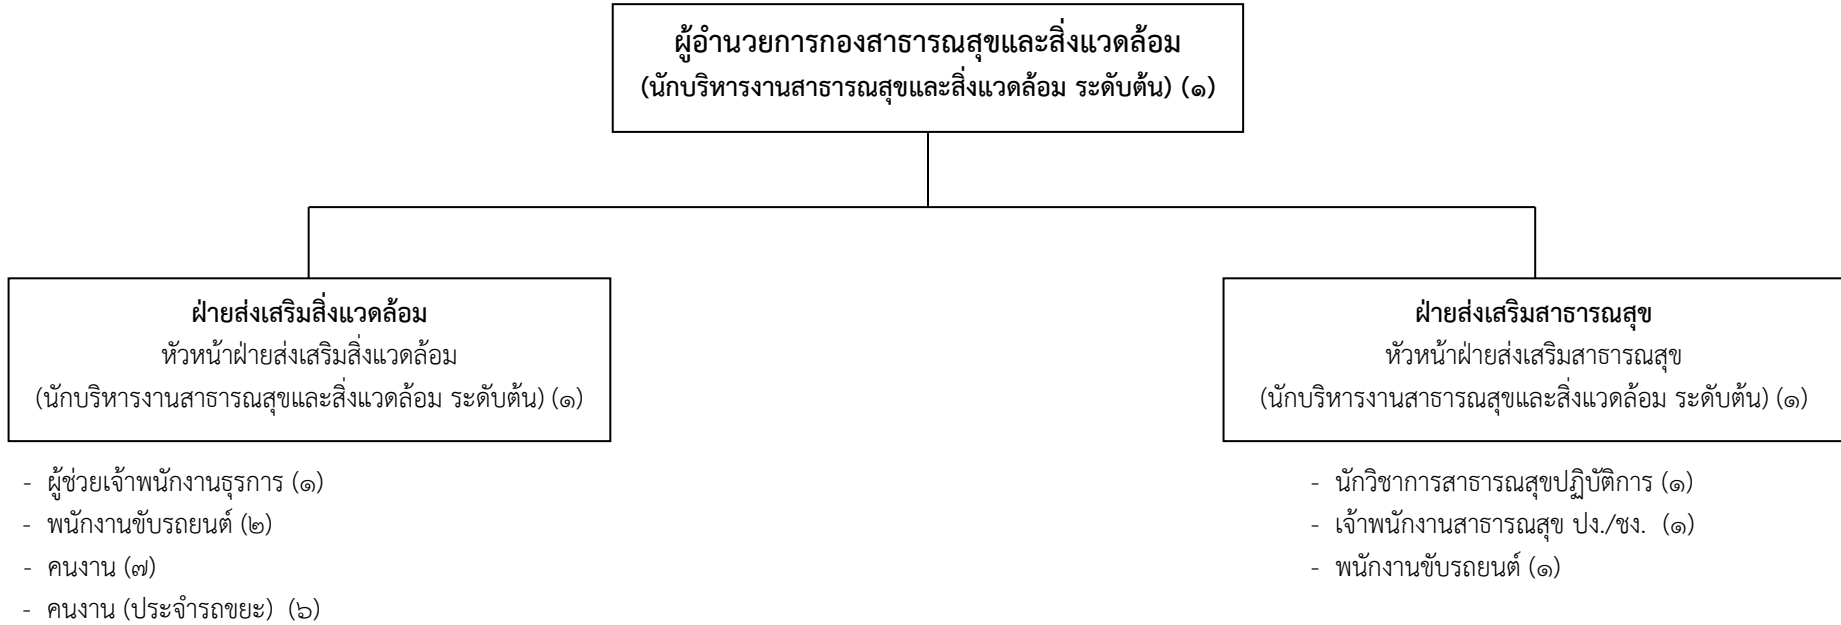 ผู้อำนวยการกองสาธารณสุขและสิ่งแวดล้อม
(นักบริหารงานสาธารณสุขและสิ่งแวดล้อม ระดับต้น) (๑)
ฝ่ายส่งเสริมสิ่งแวดล้อม
หัวหน้าฝ่ายส่งเสริมสิ่งแวดล้อม
(นักบริหารงานสาธารณสุขและสิ่งแวดล้อม ระดับต้น) (๑)
- ผู้ช่วยเจ้าพนักงานธุรการ (๑)
- พนักงานขับรถยนต์ (๒)
- คนงาน (๗)
- คนงาน (ประจำรถขยะ) (๖)
ฝ่ายส่งเสริมสาธารณสุข
หัวหน้าฝ่ายส่งเสริมสาธารณสุข
(นักบริหารงานสาธารณสุขและสิ่งแวดล้อม ระดับต้น) (๑)
- นักวิชาการสาธารณสุขปฏิบัติการ (๑)
- เจ้าพนักงานสาธารณสุข ปง./ชง. (๑)
- พนักงานขับรถยนต์ (๑)